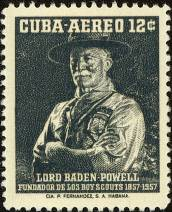 CUBA-AEREO 12¢
LORD BADEN-POWELL
FUNDADOR DE LOS BOY SCOUTS 1857-1957
CIA. P. FERNANDEZ, S. A. HABANA.